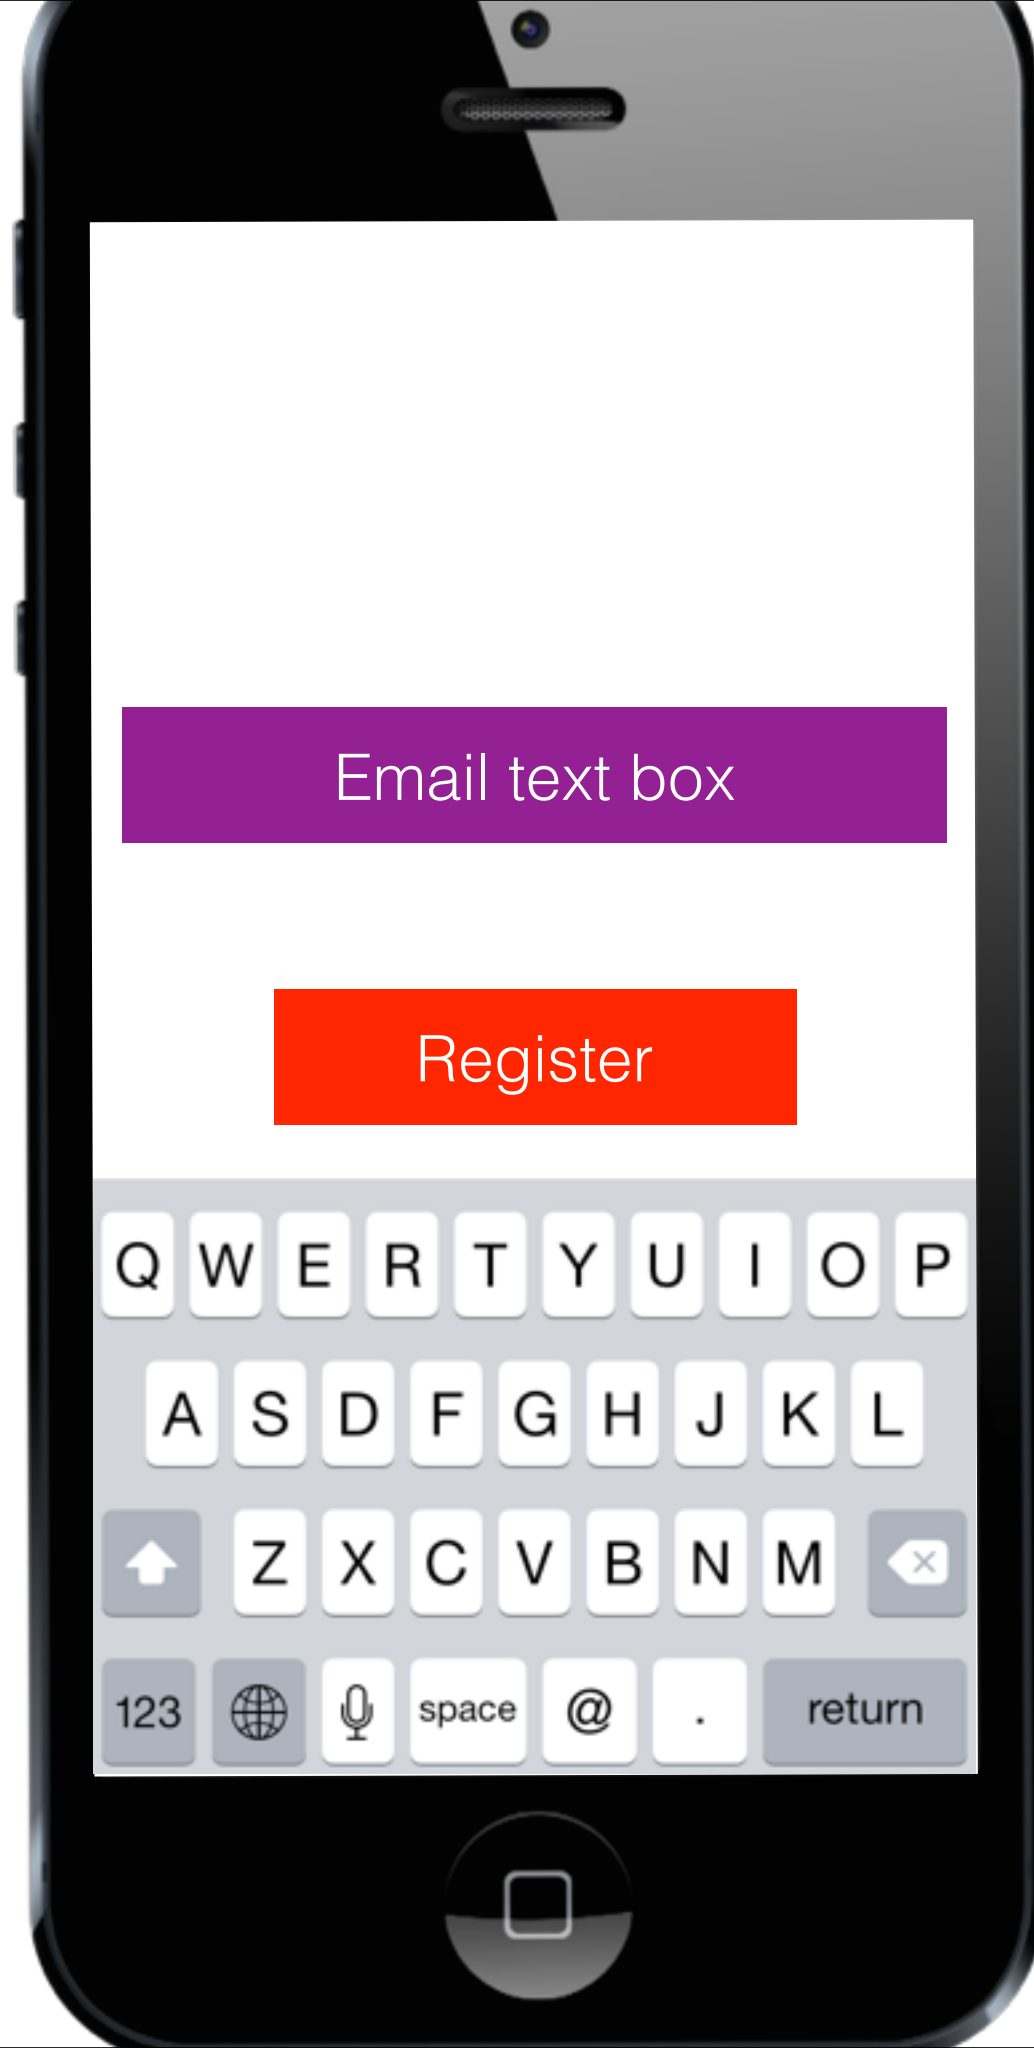 Email text box
Register
Q W E R T Y U I O P
A S D F G H J K L
Z X C V B N M
123 space @ . return